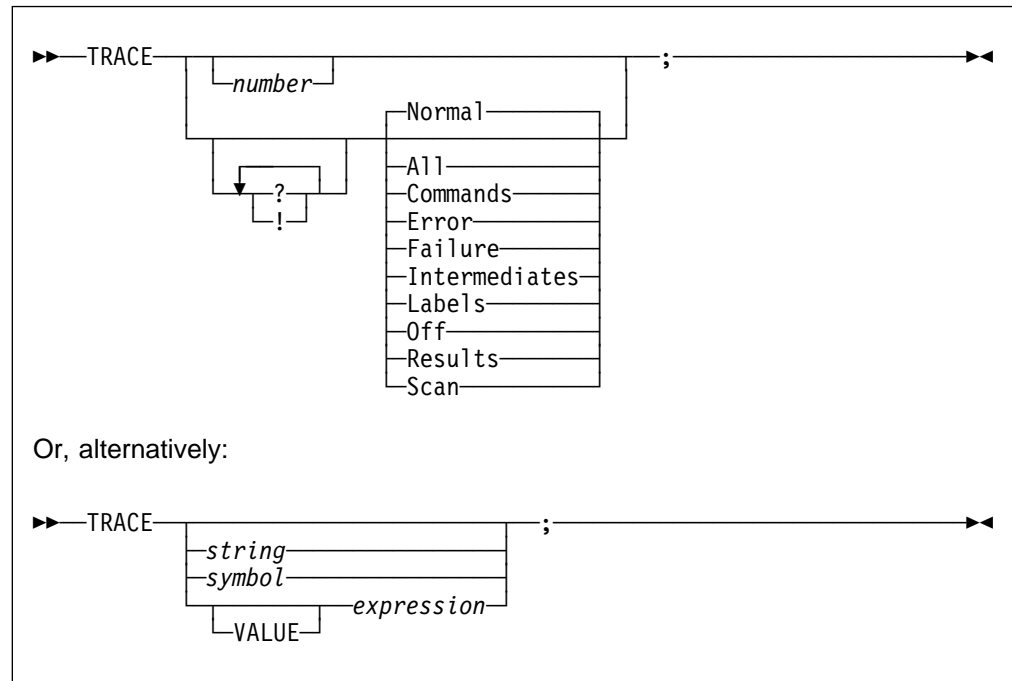 TRACE ;
number
Normal
All
? Commands
! Error
Failure
Intermediates
Labels
Off
Results
Scan
Or, alternatively:
TRACE ;
string
symbol
expression
VALUE